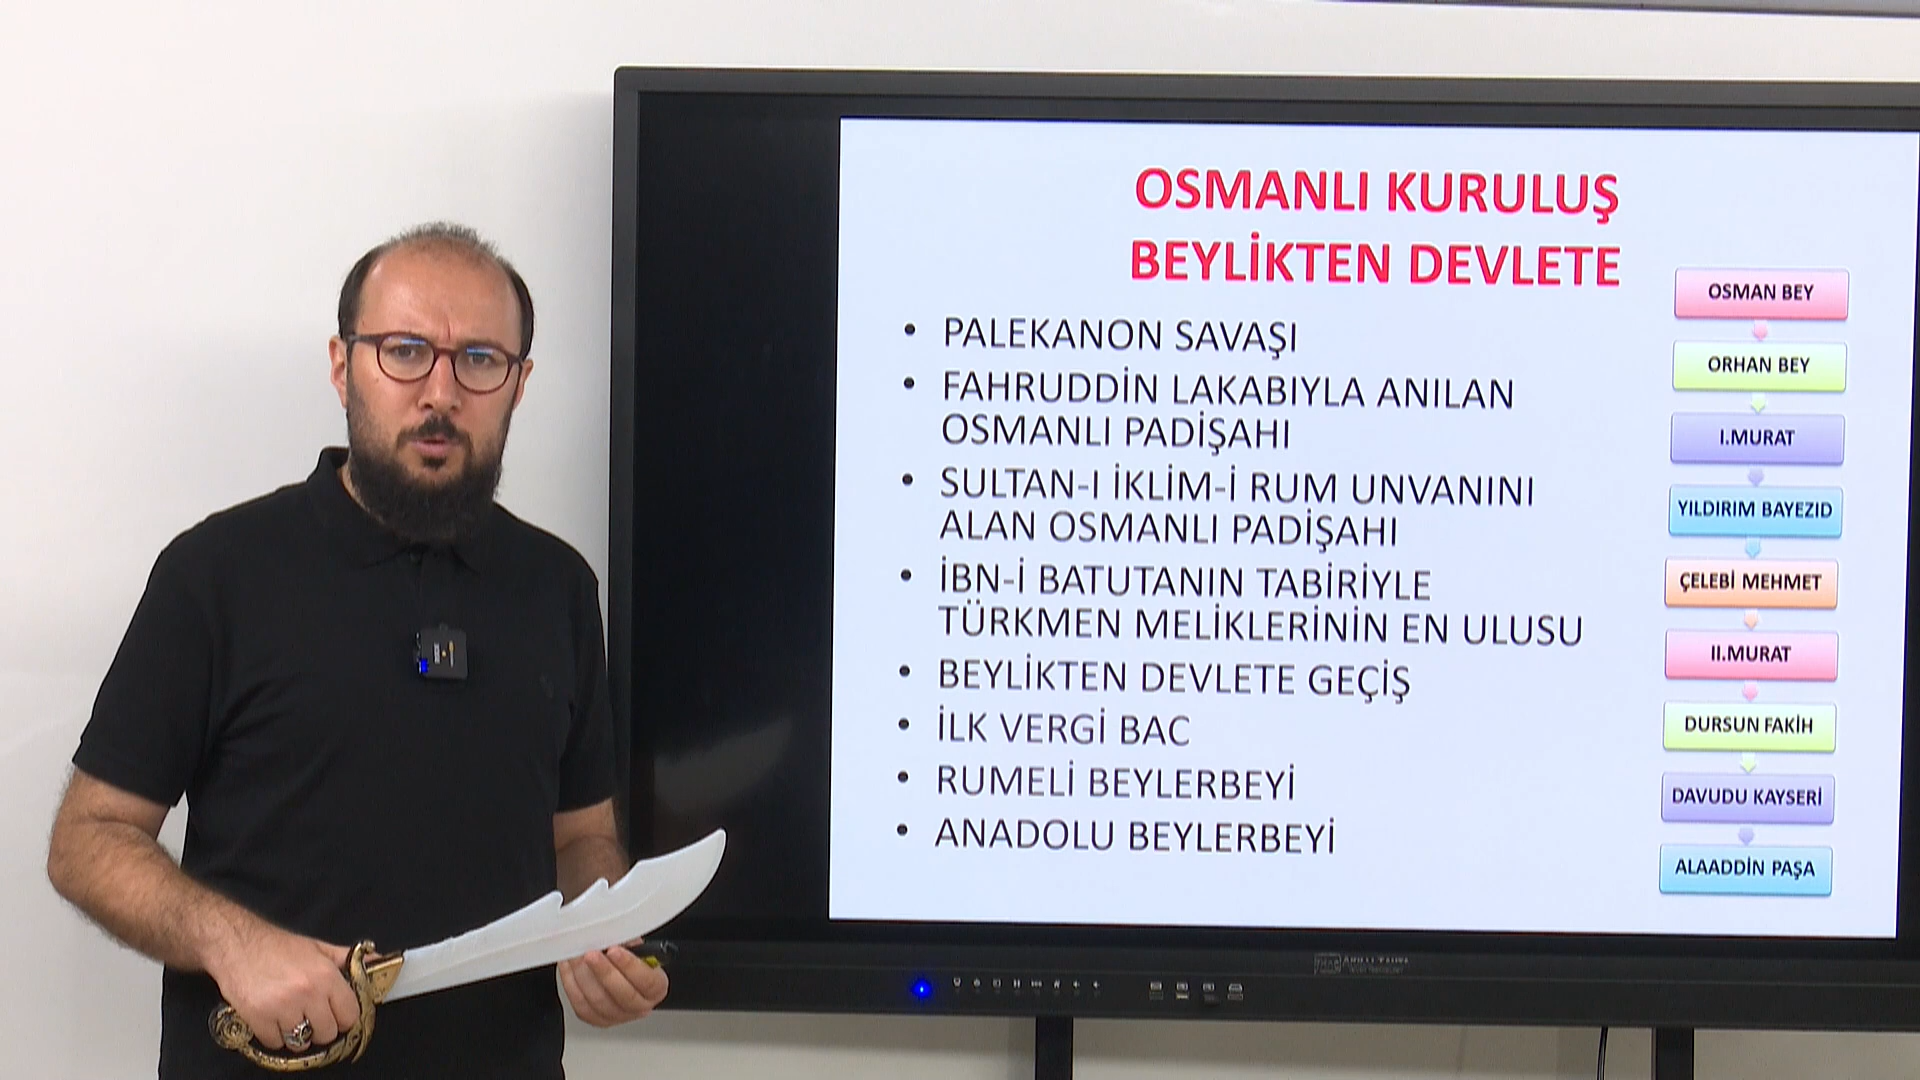 OSMANLI KURULUŞ
BEYLİKTEN DEVLETE
• PALEKANON SAVAŞI
• FAHRUDDİN LAKABIYLA ANILAN
OSMANLI PADİŞAHI
• SULTAN-I İKLİM-İ RUM UNVANINI
ALAN OSMANLI PADİŞAHI
• İBN-İ BATUTANIN TABİRİYLE
TÜRKMEN MELİKLERİNİN EN ULUSU
• BEYLİKTEN DEVLETE GEÇİŞ
• İLK VERGİ BAC
• RUMELİ BEYLERBEYİ
• ANADOLU BEYLERBEYİ
OSMAN BEY
ORHAN BEY
I.MURAT
YILDIRIM BAYEZID
ÇELEBİ MEHMET
II.MURAT
DURSUN FAKİH
DAVUDU KAYSERİ
ALAADDİN PAŞA